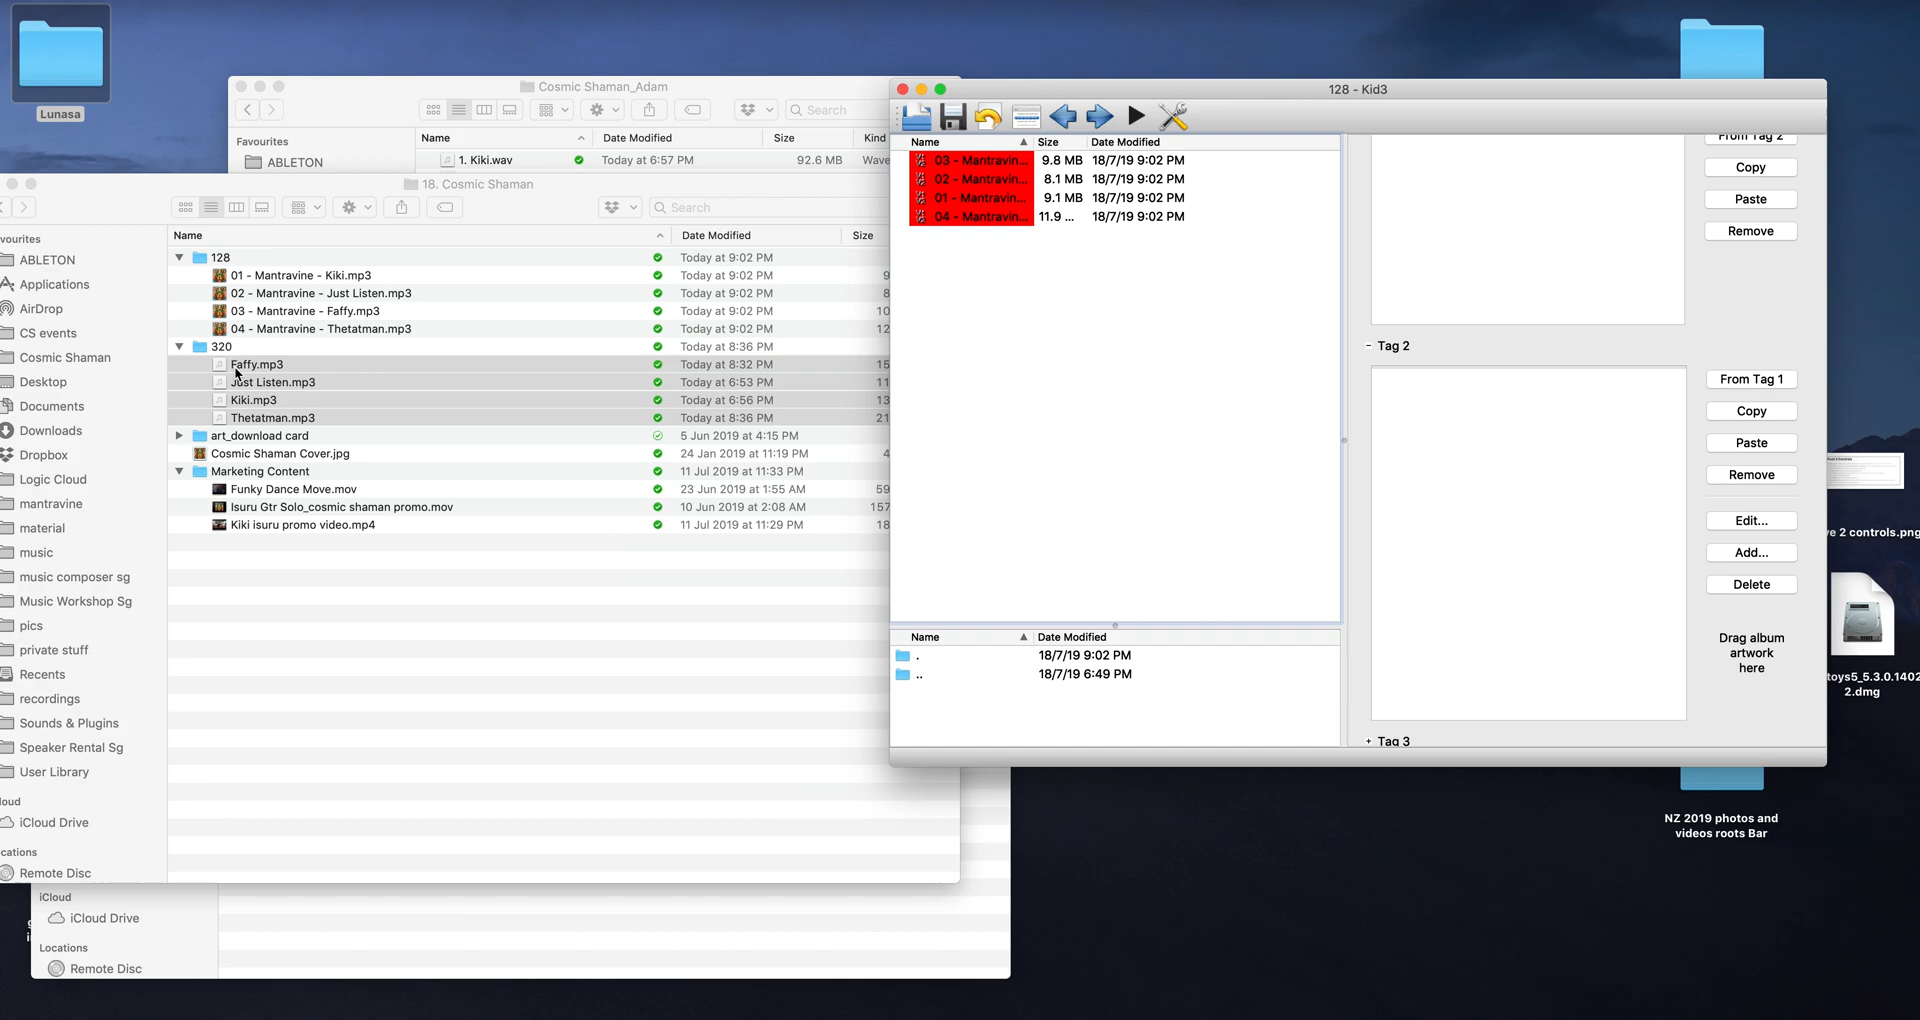 Lunasa
Cosmic Shaman_Adam
Search
Favourites
ABLETON
Name
Date Modified
Size
Kind
1. Kiki.wav
Today at 6:57 PM
92.6 MB
Wave
18. Cosmic Shaman
Search
vourites
ABLETON
Applications
AirDrop
CS events
Cosmic Shaman
Desktop
Documents
Downloads
Dropbox
Logic Cloud
mantravine
material
music
music composer sg
Music Workshop Sg
pics
private stuff
Recents
recordings
Sounds & Plugins
Speaker Rental Sg
User Library
loud
iCloud Drive
cations
Remote Disc
Name
Date Modified
Size
128
Today at 9:02 PM
01 - Mantravine - Kiki.mp3
Today at 9:02 PM
9
02 - Mantravine - Just Listen.mp3
Today at 9:02 PM
8
03 - Mantravine - Faffy.mp3
Today at 9:02 PM
10
04 - Mantravine - Thetatman.mp3
Today at 9:02 PM
12
320
Today at 8:36 PM
Faffy.mp3
Today at 8:32 PM
15
Just Listen.mp3
Today at 6:53 PM
11
Kiki.mp3
Today at 6:56 PM
13
Thetatman.mp3
Today at 8:36 PM
21
art_download card
5 Jun 2019 at 4:15 PM
Cosmic Shaman Cover.jpg
24 Jan 2019 at 11:19 PM
4
Marketing Content
11 Jul 2019 at 11:33 PM
Funky Dance Move.mov
23 Jun 2019 at 1:55 AM
59
Isuru Gtr Solo_cosmic shaman promo.mov
10 Jun 2019 at 2:08 AM
157
Kiki isuru promo video.mp4
11 Jul 2019 at 11:29 PM
18
iCloud
iCloud Drive
Locations
Remote Disc
128 - Kid3
Name
Size
Date Modified
03 - Mantravin...
9.8 MB
18/7/19 9:02 PM
02 - Mantravin...
8.1 MB
18/7/19 9:02 PM
01 - Mantravin...
9.1 MB
18/7/19 9:02 PM
04 - Mantravin...
11.9 ...
18/7/19 9:02 PM
Name
Date Modified
.
18/7/19 9:02 PM
..
18/7/19 6:49 PM
From Tag 2
Copy
Paste
Remove
- Tag 2
From Tag 1
Copy
Paste
Remove
Edit...
Add...
Delete
Drag album
artwork
here
+ Tag 3
ve 2 controls.png
toys5_5.3.0.1402
2.dmg
NZ 2019 photos and
videos roots Bar